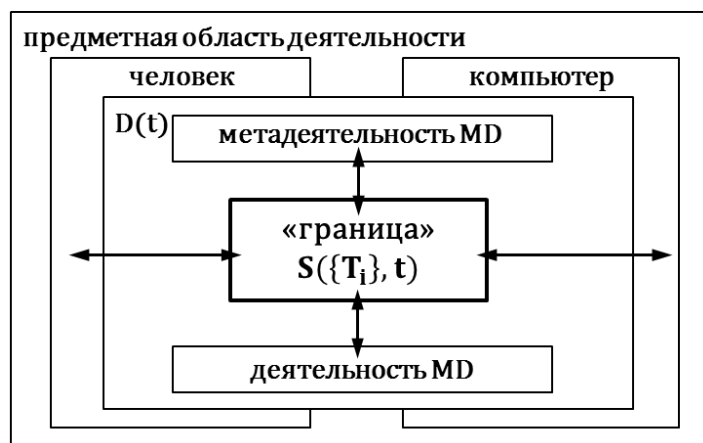 предметная область деятельности
человек
компьютер
D(t)
метадеятельность MD
«граница»
S({Tᵢ}, t)
деятельность MD